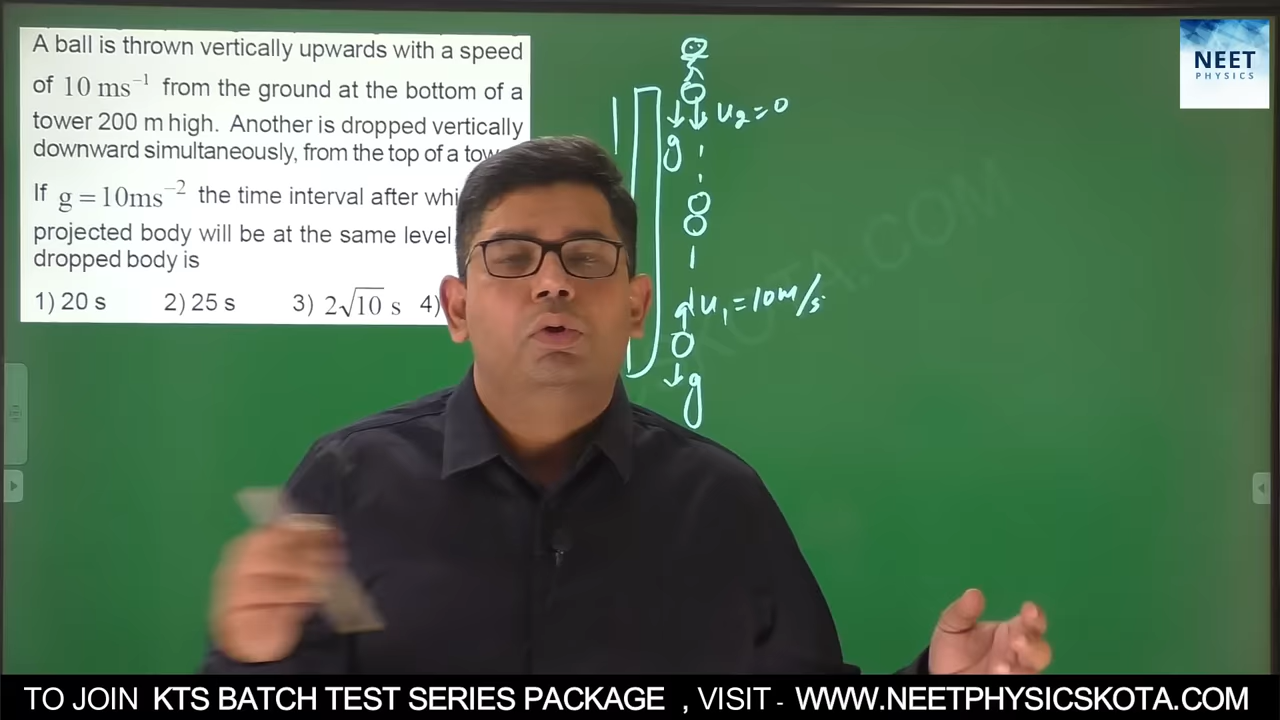 A ball is thrown vertically upwards with a speed
of 10 ms⁻¹ from the ground at the bottom of a
tower 200 m high. Another is dropped vertically
downward simultaneously, from the top of a
If g = 10ms⁻² the time interval after
projected body will be at the same level
dropped body is
1) 20 s 2) 25 s 3) 2√10 s 4)
u₂ = 0
g
u₁ = 10m/s
g
NEET
PHYSICS
TO JOIN KTS BATCH TEST SERIES PACKAGE , VISIT - WWW.NEETPHYSICSKOTA.COM